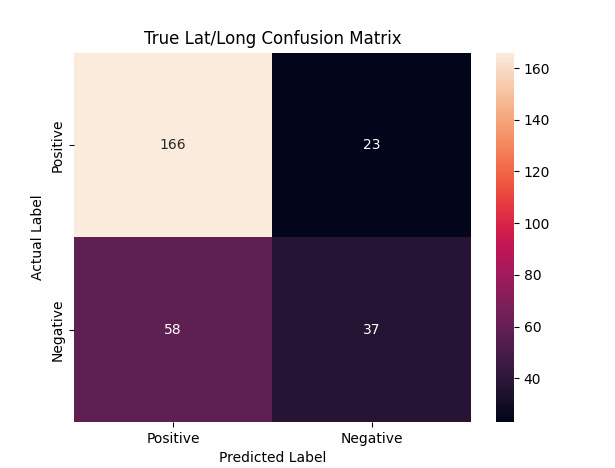 True Lat/Long Confusion Matrix
Actual Label
Positive
166
23
Negative
58
37
Positive
Negative
Predicted Label
160
140
120
100
80
60
40